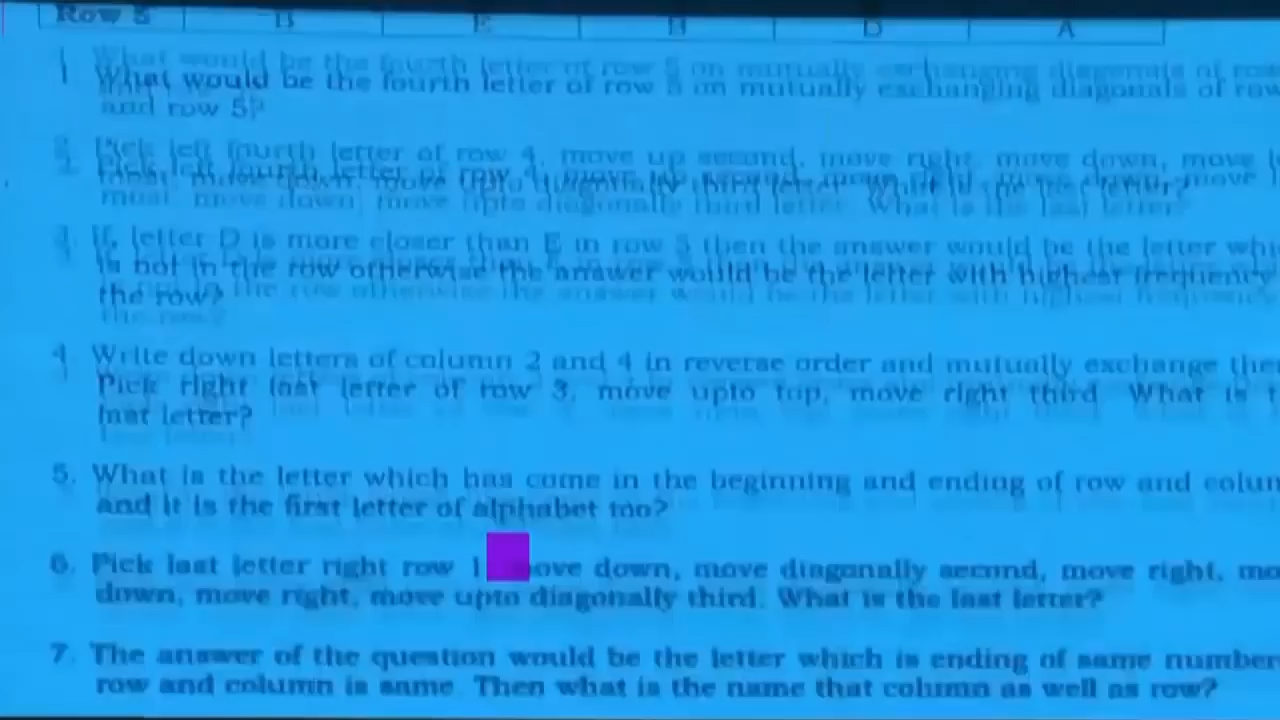 Row 5 B E B D A
1. What would be the fourth letter of row 5 on mutually exchanging diagonals of row
and row 5?
2. Pick left fourth letter of row 4, move up second, move right, move down, move
most, move down, move upto diagonally third letter. What is the last letter?
3. If, letter D is more closer than E in row 5 then the answer would be the letter
is not in the row otherwise the answer would be the letter with highest frequency
the row?
4. Write down letters of column 2 and 4 in reverse order and mutually exchange
Pick right last letter of row 3, move upto top, move right third What is
last letter?
5. What is the letter which has come in the beginning and ending of row and
and it is the first letter of alphabet too?
6. Pick last letter right row 1 move down, move diagonally second, move right,
down, move right, move upto diagonally third. What is the last letter?
7. The answer of the question would be the letter which is ending of same number
row and column is same Then what is the name that column as well as row?